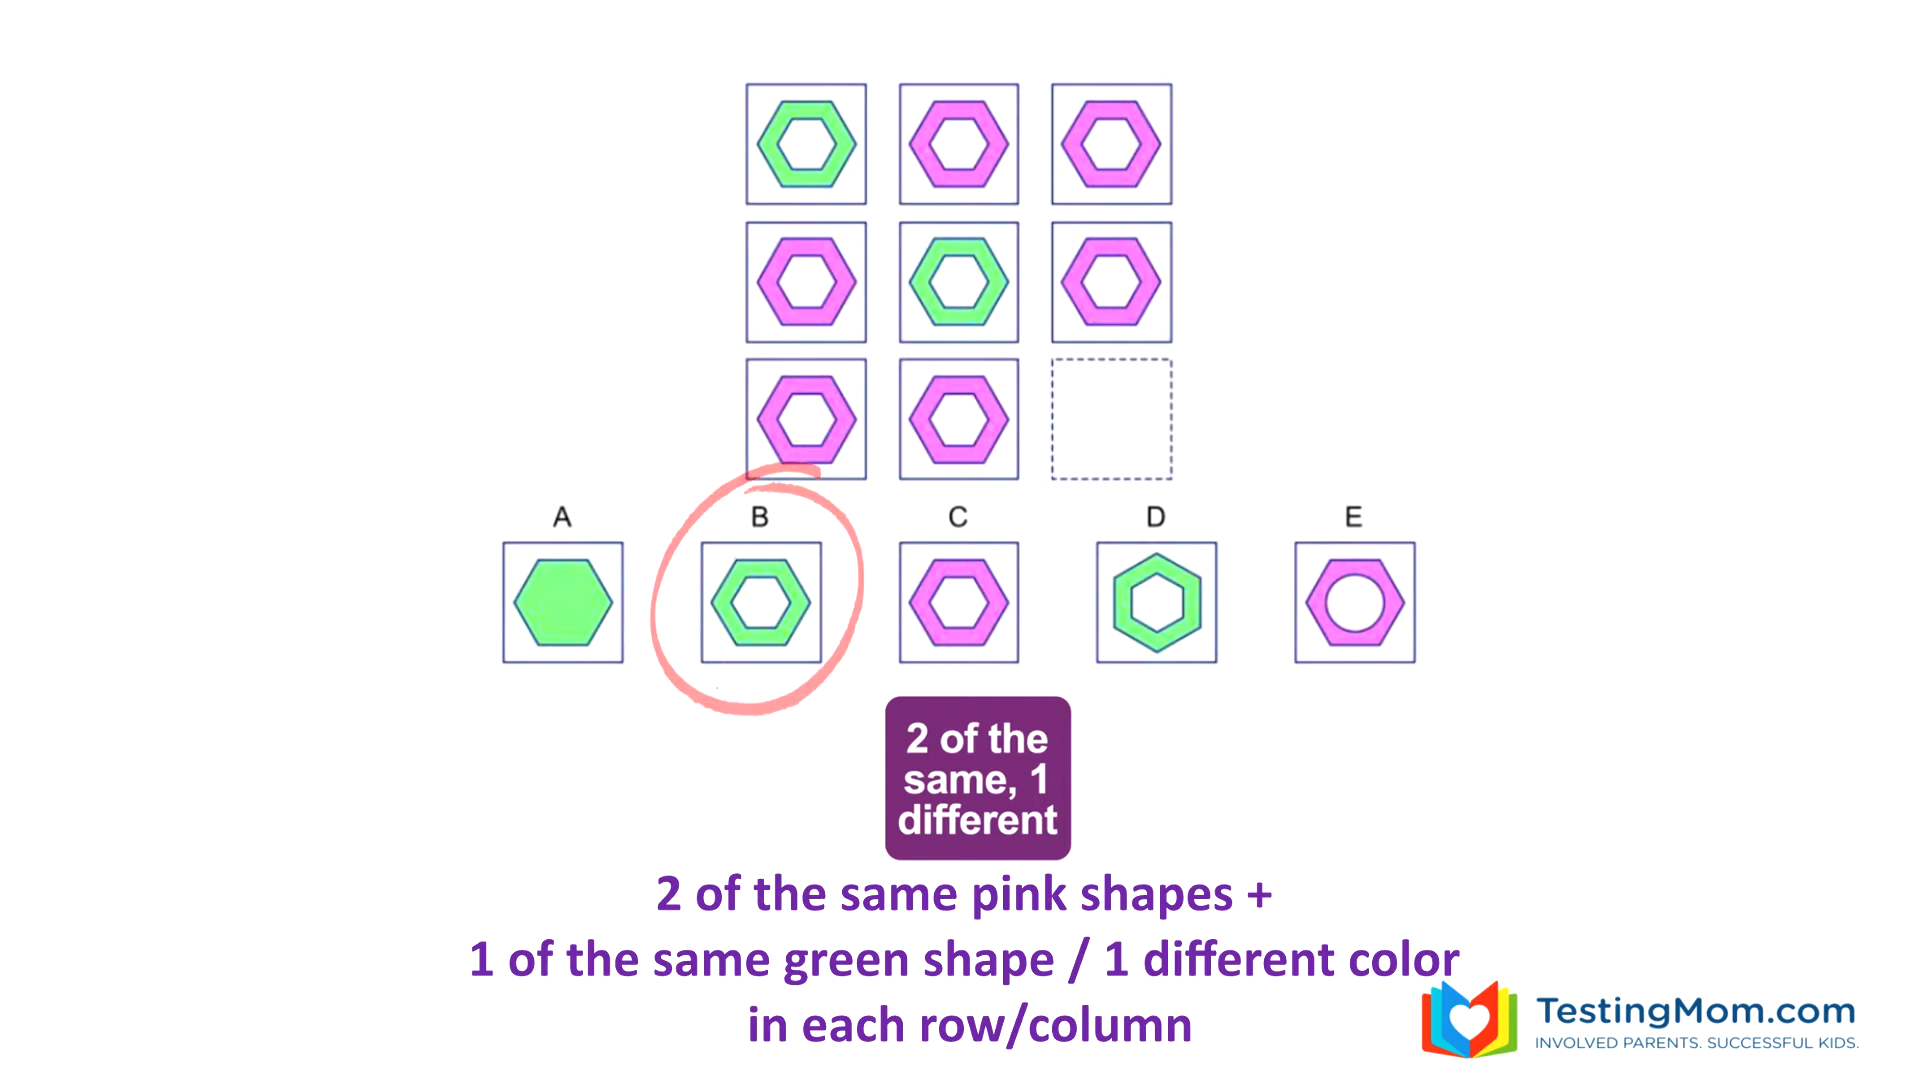 A B C D E
2 of the
same, 1
different
2 of the same pink shapes +
1 of the same green shape / 1 different color
in each row/column
TestingMom.com
INVOLVED PARENTS. SUCCESSFUL KIDS.